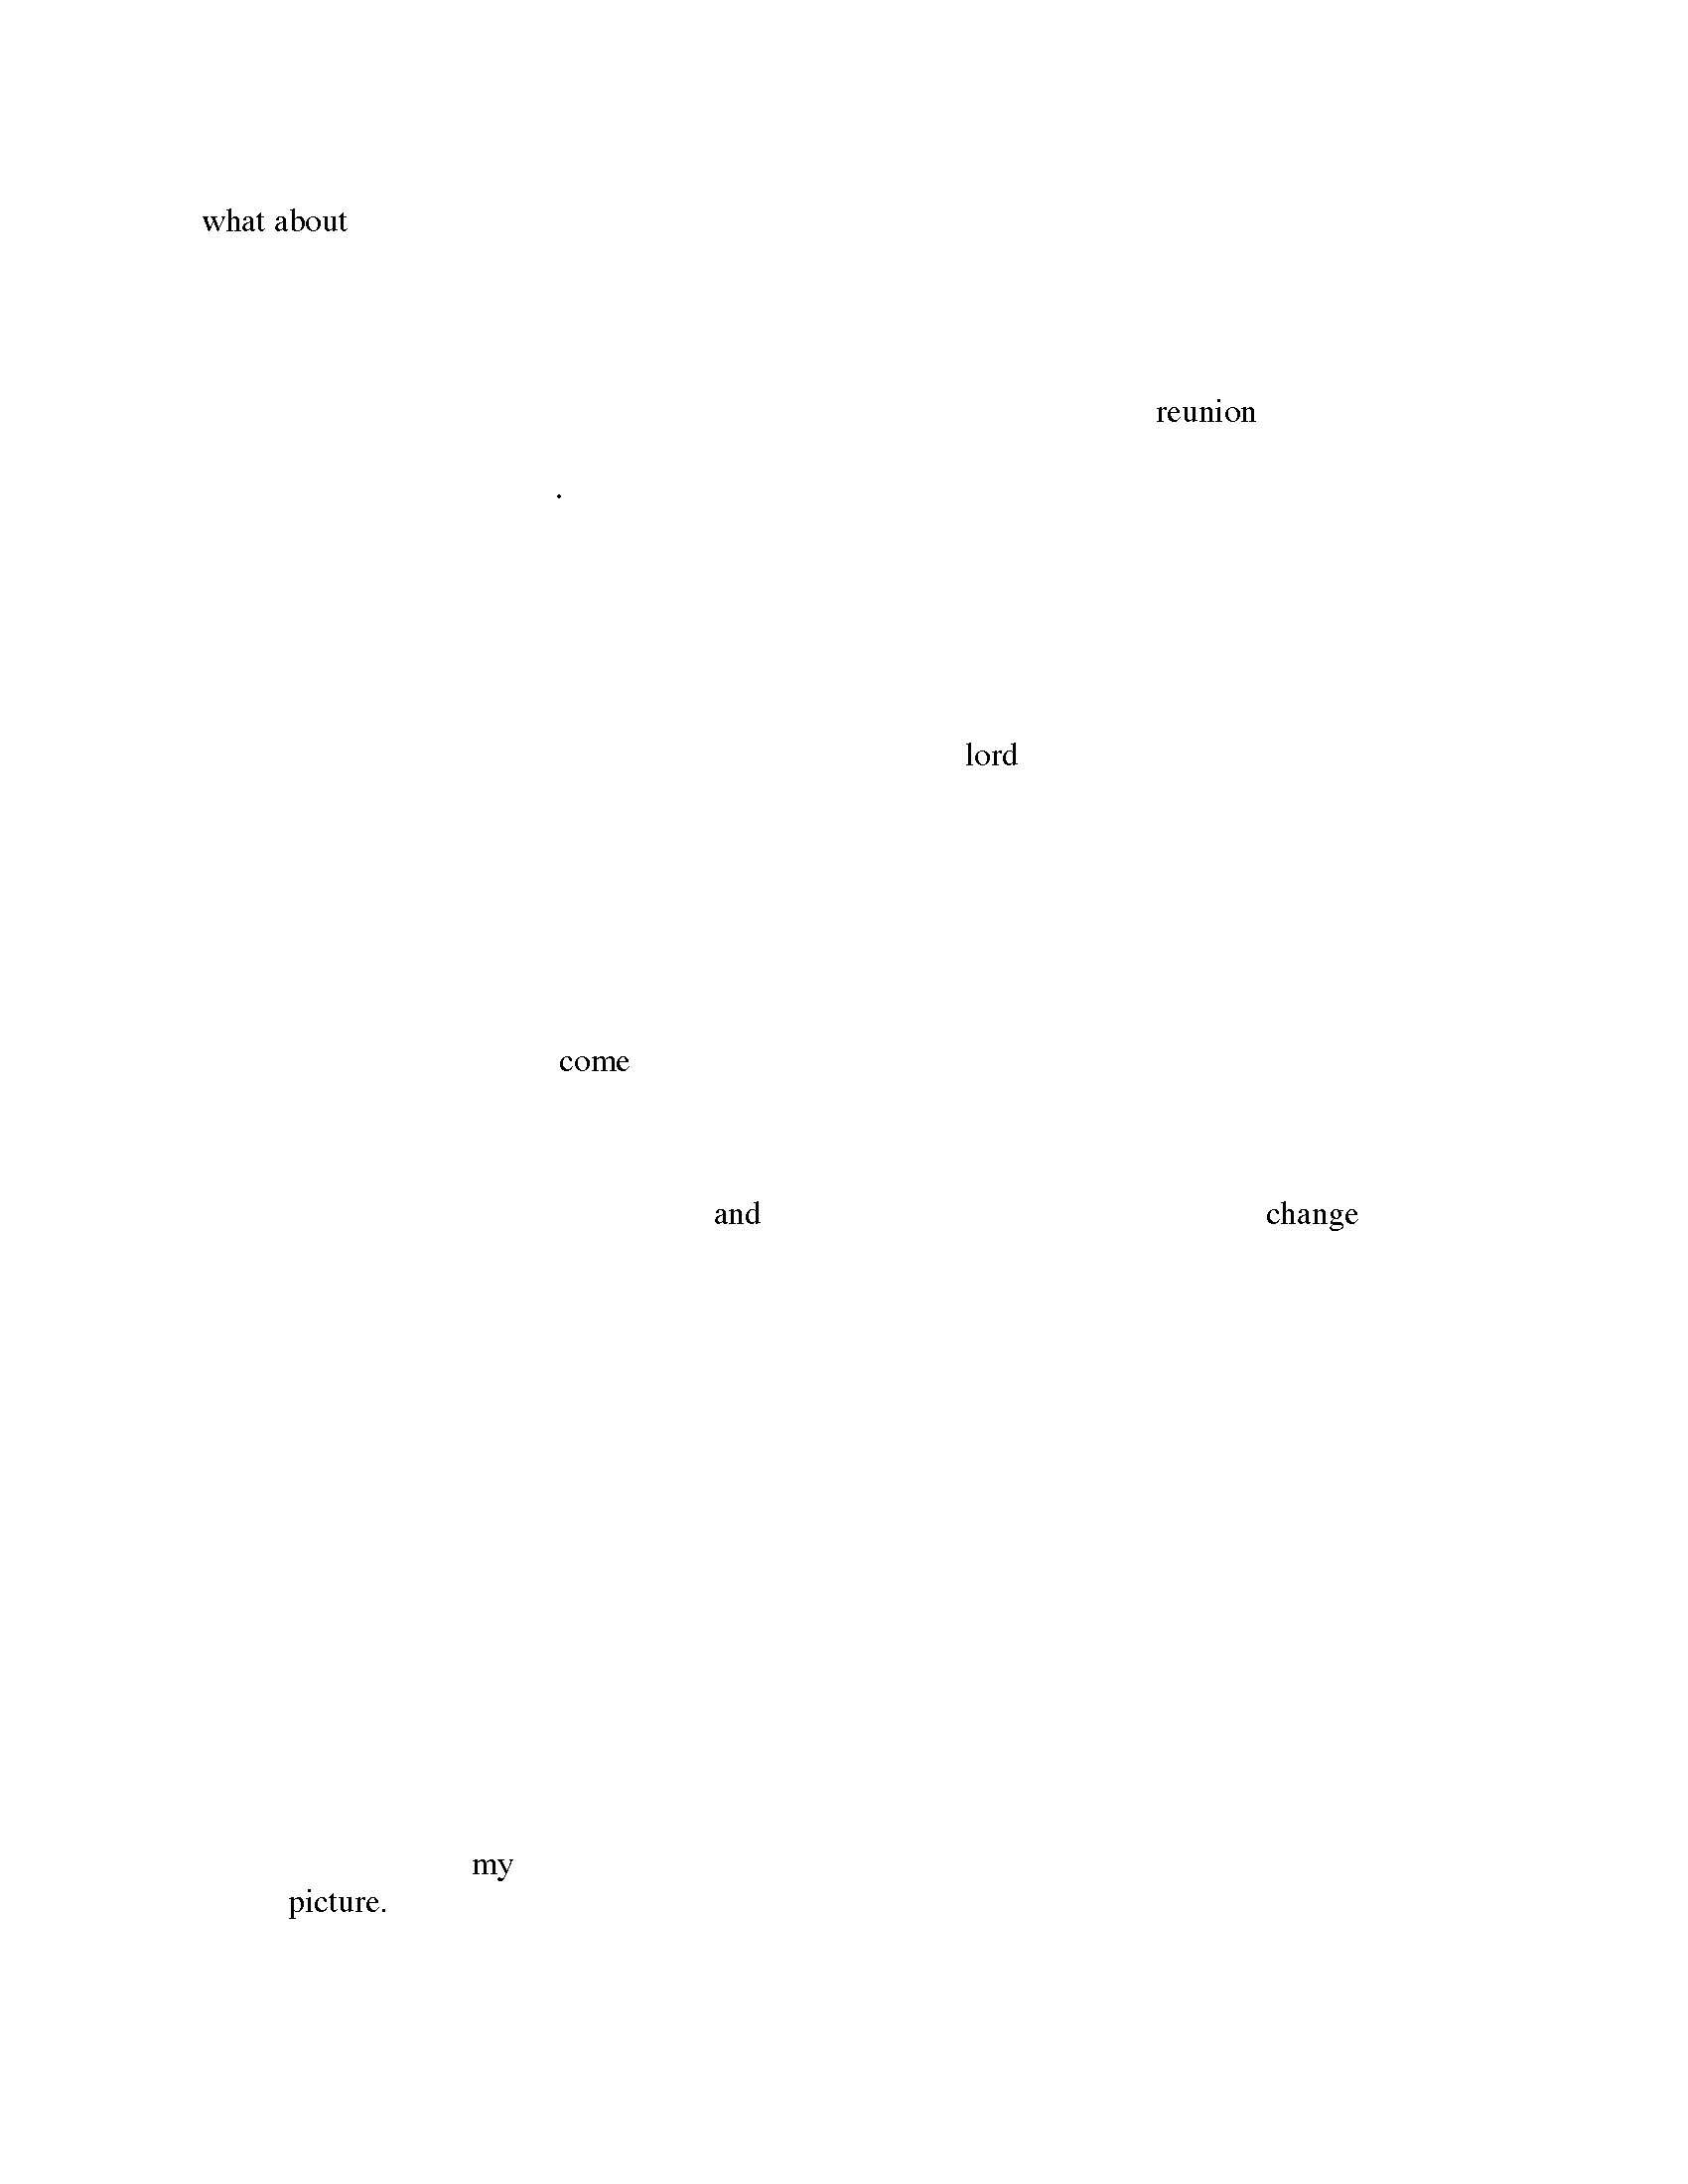 what about
reunion
.
lord
come
and change
my
picture.